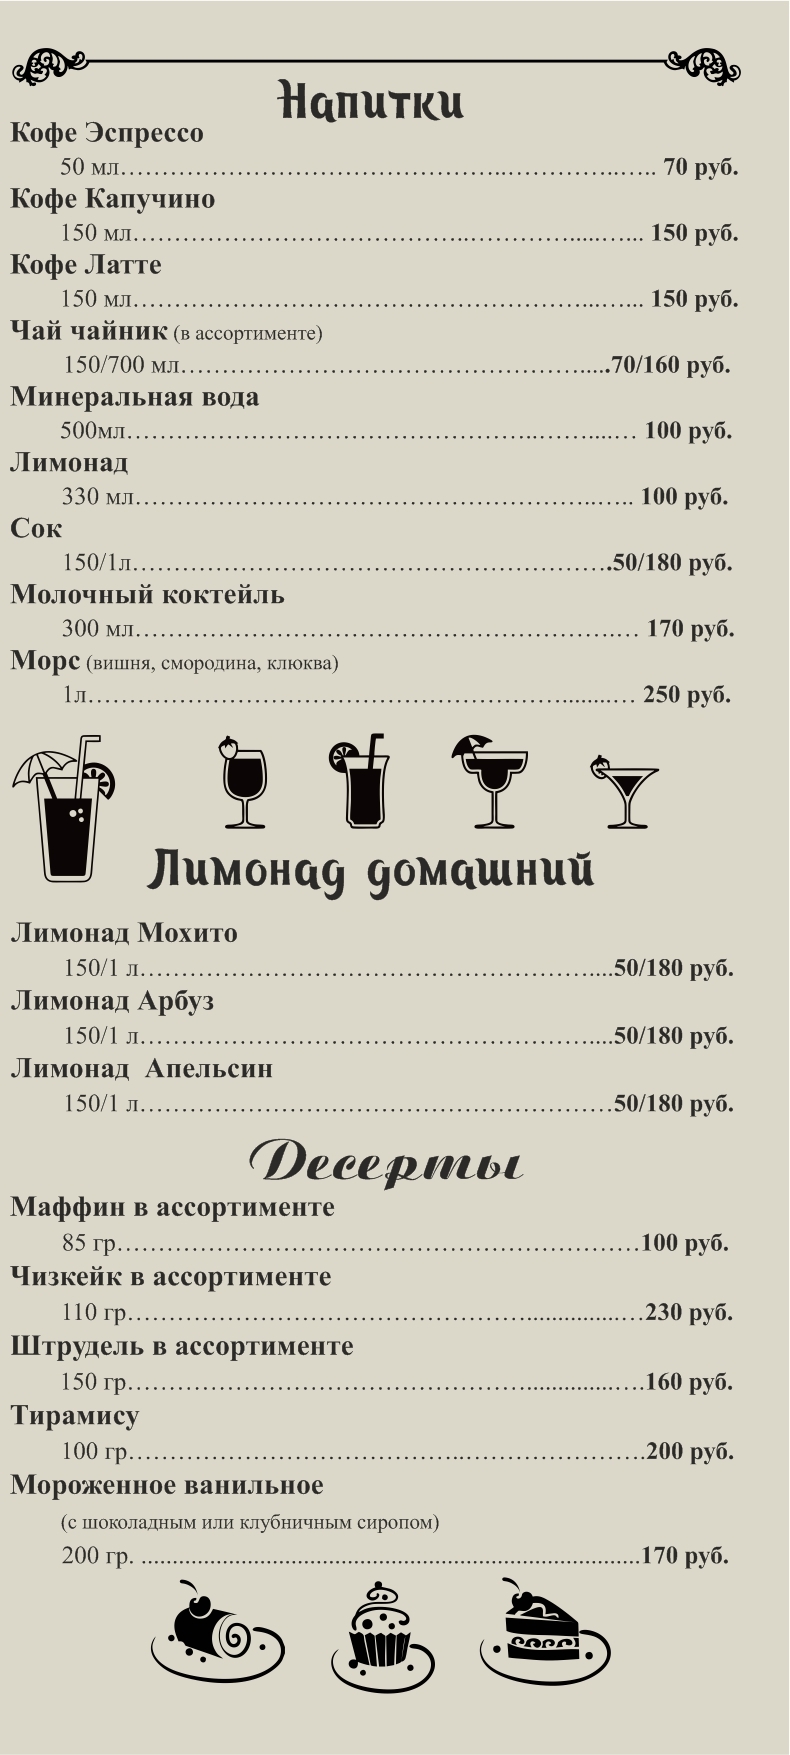 Напитки
Кофе Эспрессо
50 мл……………………………………...…………..….. 70 руб.
Кофе Капучино
150 мл…………………………………..…………......…... 150 руб.
Кофе Латте
150 мл………………………………………………...…... 150 руб.
Чай чайник (в ассортименте)
150/700 мл……………………………………………......70/160 руб.
Минеральная вода
500мл…………………………………………..……....… 100 руб.
Лимонад
330 мл………………………………………………..….. 100 руб.
Сок
150/1л………………………………………………….50/180 руб.
Молочный коктейль
300 мл………………………………………………….… 170 руб.
Морс (вишня, смородина, клюква)
1л…………………………………………………........… 250 руб.
Лимонад домашний
Лимонад Мохито
150/1 л………………………………………………....50/180 руб.
Лимонад Арбуз
150/1 л………………………………………………....50/180 руб.
Лимонад Апельсин
150/1 л…………………………………………………50/180 руб.
Десерты
Маффин в ассортименте
85 гр………………………………………………………100 руб.
Чизкейк в ассортименте
110 гр…………………………………………..................…230 руб.
Штрудель в ассортименте
150 гр…………………………………………..............….160 руб.
Тирамису
100 гр…………………………………..………………….200 руб.
Мороженное ванильное
(с шоколадным или клубничным сиропом)
200 гр. ...................................................................................170 руб.